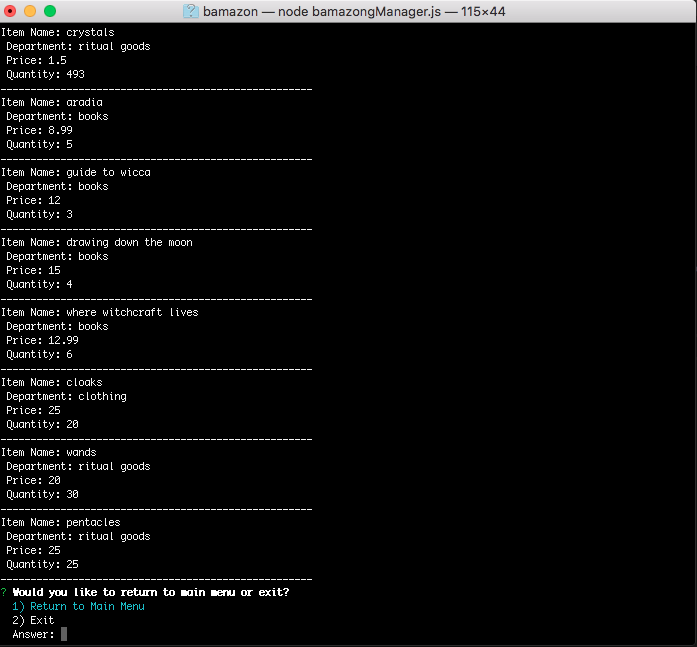 bamazon — node bamazongManager.js — 115×44
Item Name: crystals
Department: ritual goods
Price: 1.5
Quantity: 493
----------------------------------------------------
Item Name: aradia
Department: books
Price: 8.99
Quantity: 5
----------------------------------------------------
Item Name: guide to wicca
Department: books
Price: 12
Quantity: 3
----------------------------------------------------
Item Name: drawing down the moon
Department: books
Price: 15
Quantity: 4
----------------------------------------------------
Item Name: where witchcraft lives
Department: books
Price: 12.99
Quantity: 6
----------------------------------------------------
Item Name: cloaks
Department: clothing
Price: 25
Quantity: 20
----------------------------------------------------
Item Name: wands
Department: ritual goods
Price: 20
Quantity: 30
----------------------------------------------------
Item Name: pentacles
Department: ritual goods
Price: 25
Quantity: 25
----------------------------------------------------
? Would you like to return to main menu or exit?
1) Return to Main Menu
2) Exit
Answer: